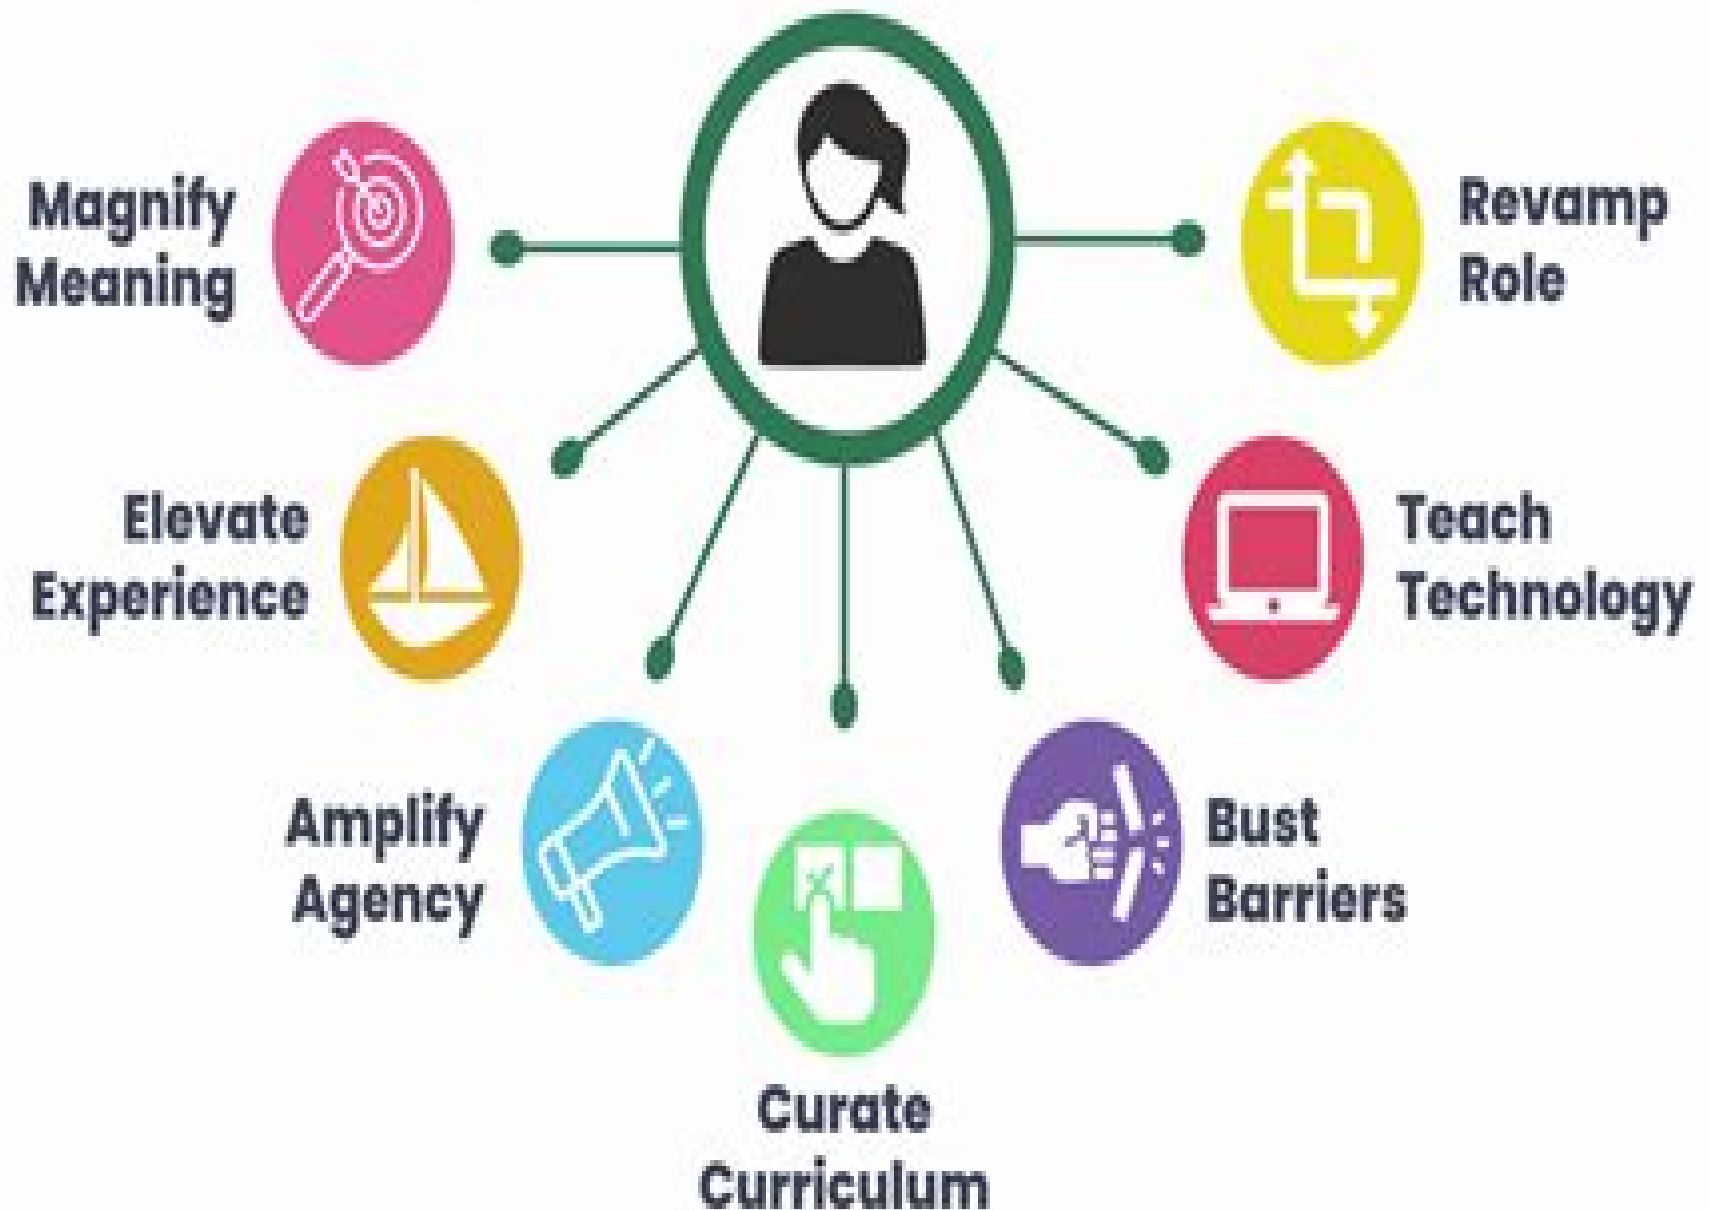 Magnify
Meaning
Revamp
Role
Elevate
Experience
Teach
Technology
Amplify
Agency
Bust
Barriers
Curate
Curriculum